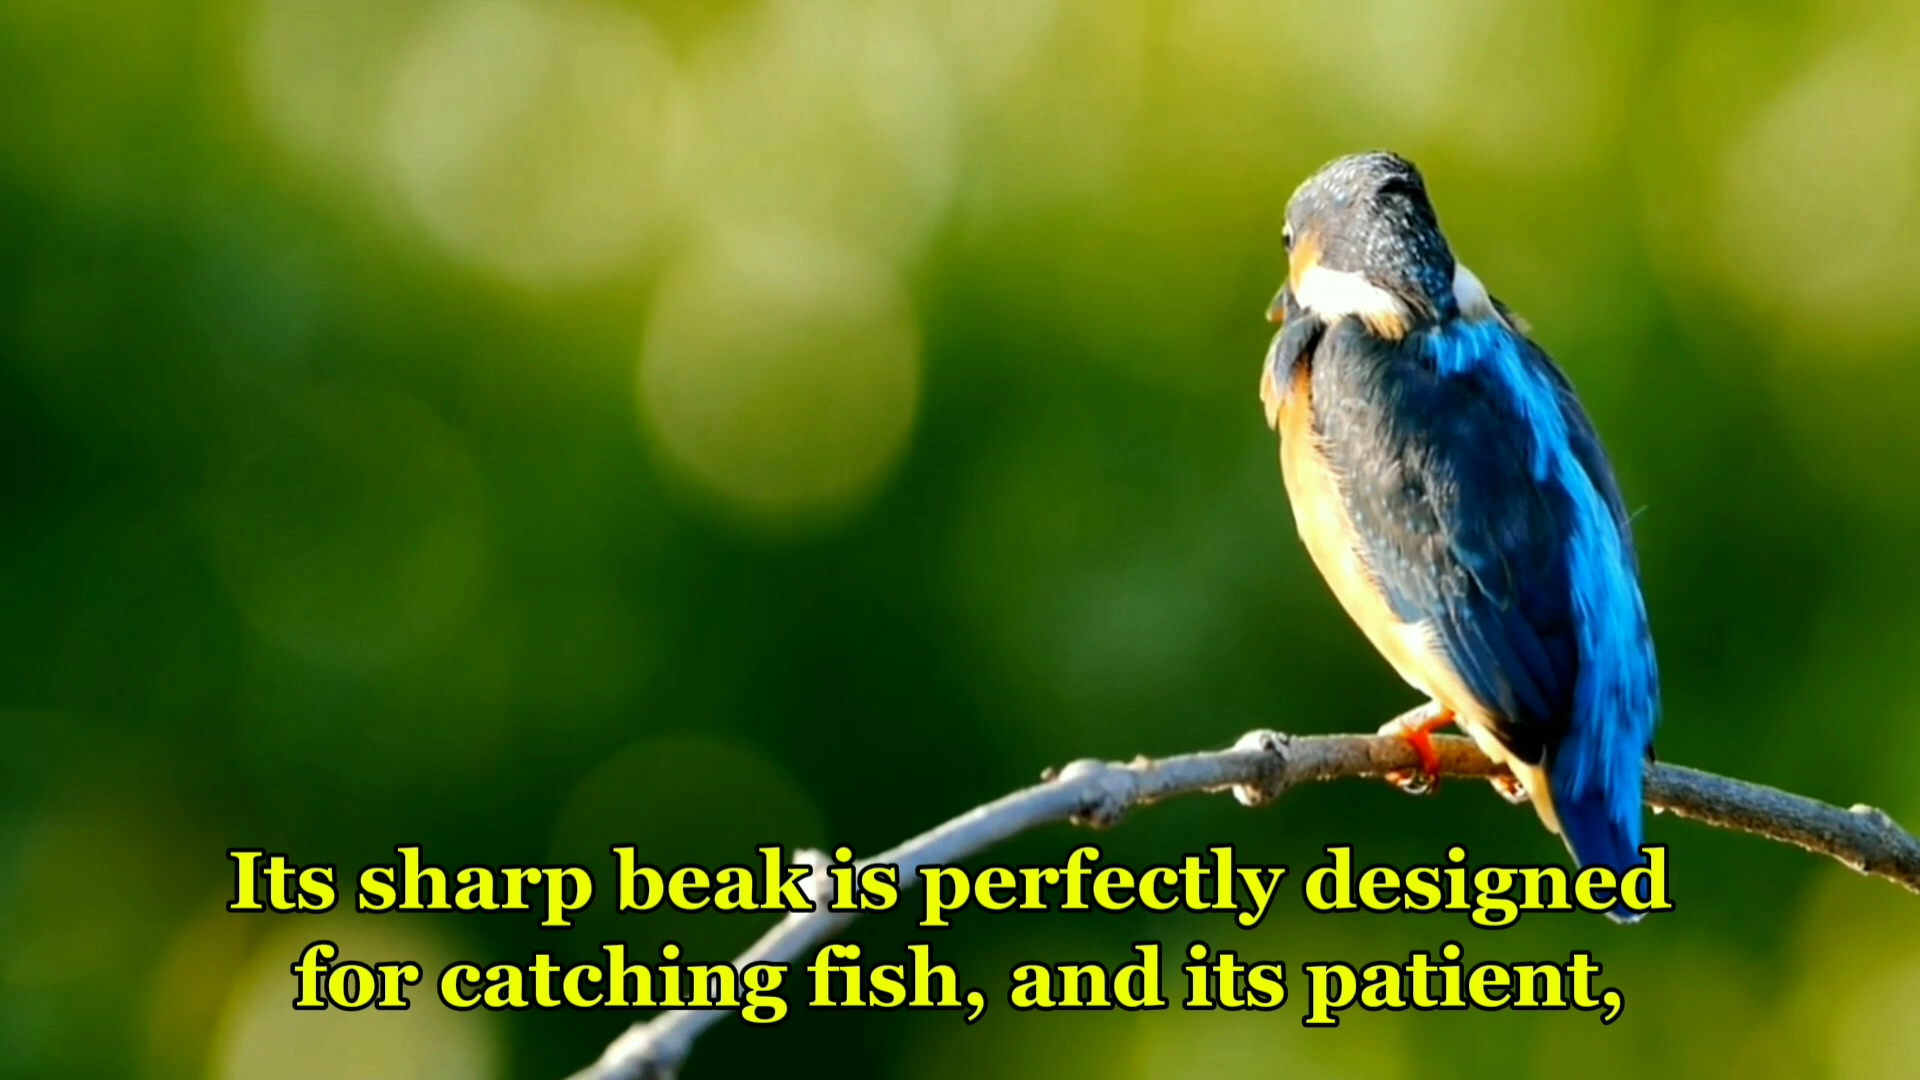 Its sharp beak is perfectly designed
for catching fish, and its patient,